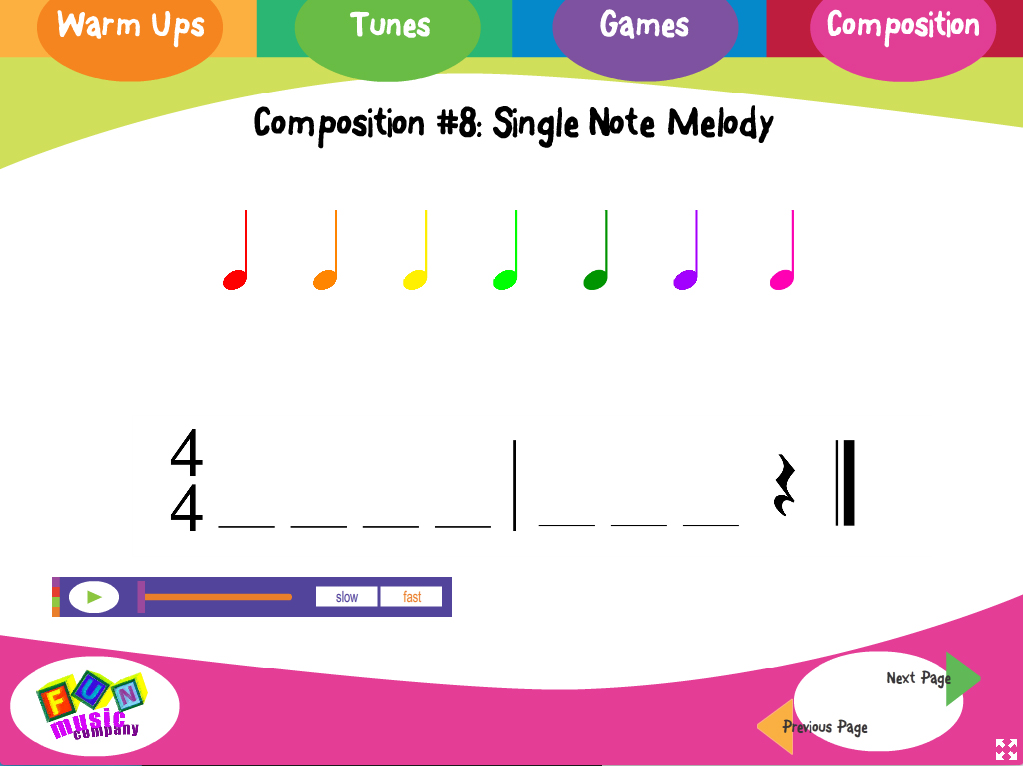 Warm Ups
Tunes
Games
Composition
Composition #8: Single Note Melody
4
4
slow
fast
FUN
music
company
Next Page
Previous Page